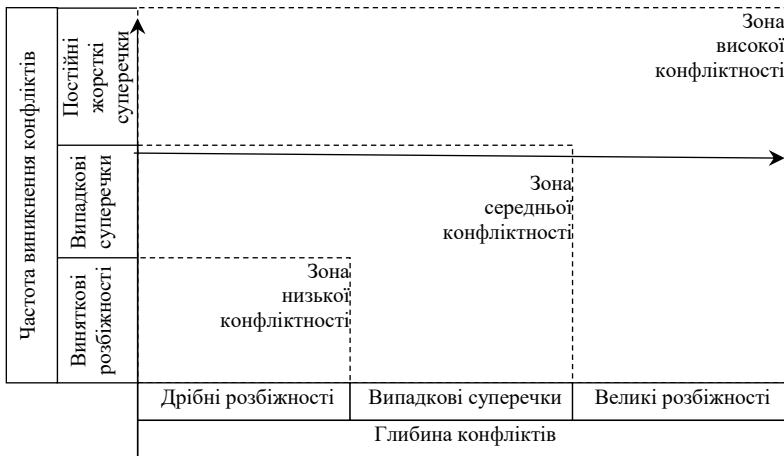 Частота виникнення конфліктів
Постійні
жорсткі
суперечки
Випадкові
суперечки
Виняткові
розбіжності
Зона
високої
конфліктності
Зона
середньої
конфліктності
Зона
низької
конфліктності
Дрібні розбіжності
Випадкові суперечки
Великі розбіжності
Глибина конфліктів